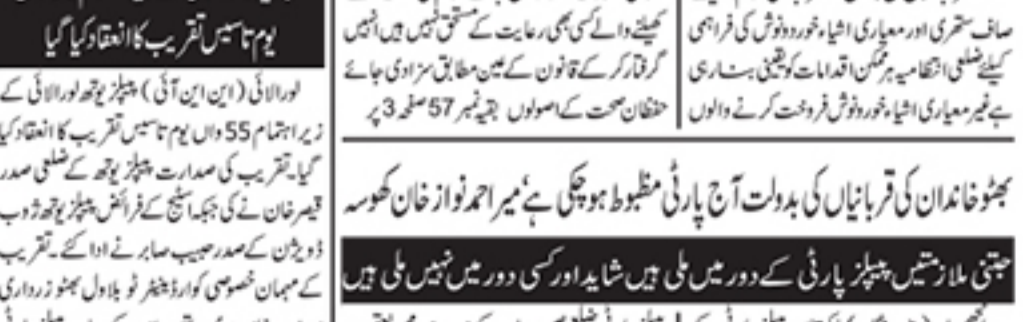 صاف ستھری اور معیاری اشیاء خوردونوش کی فراہمی
کیلئے ضلعی انتظامیہ ہر ممکن اقدامات کو یقینی بنا رہی
ہے غیر معیاری اشیاء خوردونوش فروخت کرنے والوں
کھیلنے والے کسی بھی رعایت کے مستحق نہیں ہیں انہیں
گرفتار کر کے قانون کے عین مطابق سزا دی جائے
حفظان صحت کے اصولوں بقیہ نمبر 57 صفحہ 3 پر
بھٹو خاندان کی قربانیاں کی بدولت آج پارٹی مظبوط ہوچکی ہے، میر احمد نواز خان کھوسہ
جتنی ملازمتیں پیپلز پارٹی کے دور میں ملی ہیں شاید اور کسی دور میں نہیں ملی ہیں
یوم تاسیس تقریب کا انعقاد کیا گیا
لورالائی (این این آئی) پیپلز یوتھ لورالائی کے
زیر اہتمام 55 واں یوم تاسیس تقریب کا انعقاد کیا
گیا۔ تقریب کی صدارت پیپلز یوتھ کے ضلعی صدر
قیصر خان نے کی جبکہ اسٹیج کے فرائض پیپلز یوتھ ژوب
ڈویژن کے صدر حبیب صابر نے ادا کئے۔ تقریب
کے مہمان خصوصی کوارڈینیٹر ٹو بلاول بھٹو زرداری